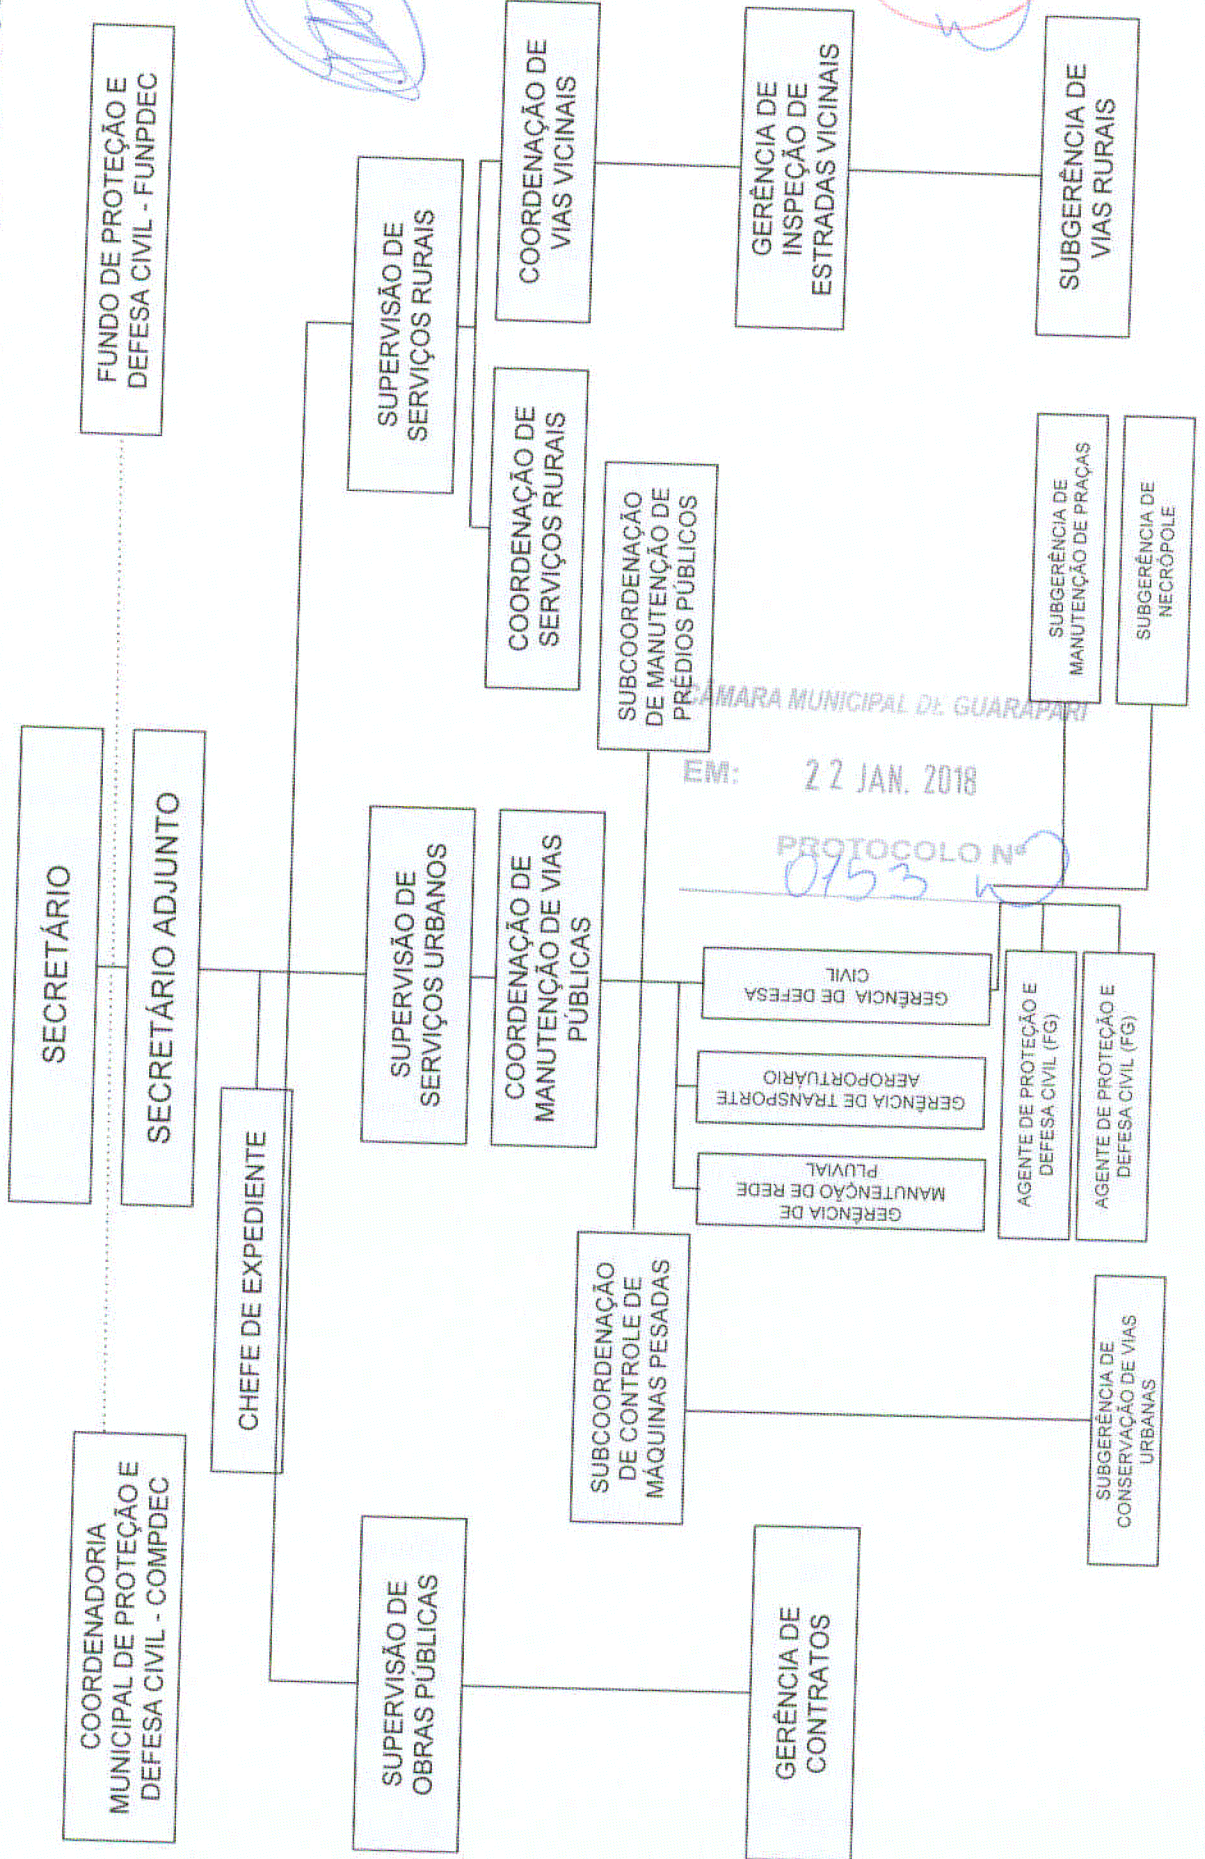 SECRETÁRIO
COORDENADORIA
MUNICIPAL DE PROTEÇÃO E
DEFESA CIVIL - COMPDEC
SECRETÁRIO ADJUNTO
FUNDO DE PROTEÇÃO E
DEFESA CIVIL - FUNPDEC
CHEFE DE EXPEDIENTE
SUPERVISÃO DE
OBRAS PÚBLICAS
SUPERVISÃO DE
SERVIÇOS URBANOS
SUPERVISÃO DE
SERVIÇOS RURAIS
COORDENAÇÃO DE
MANUTENÇÃO DE VIAS
PÚBLICAS
COORDENAÇÃO DE
SERVIÇOS RURAIS
COORDENAÇÃO DE
VIAS VICINAIS
SUBCOORDENAÇÃO
DE CONTROLE DE
MÁQUINAS PESADAS
SUBCOORDENAÇÃO
DE MANUTENÇÃO DE
PRÉDIOS PÚBLICOS
GERÊNCIA DE
CONTRATOS
GERÊNCIA DE
MANUTENÇÃO DE REDE
PLUVIAL
GERÊNCIA DE TRANSPORTE
AEROPORTUÁRIO
GERÊNCIA DE DEFESA
CIVIL
GERÊNCIA DE
INSPEÇÃO DE
ESTRADAS VICINAIS
CÂMARA MUNICIPAL DE GUARAPARI
EM: 22 JAN. 2018
PROTOCOLO Nº
0153
AGENTE DE PROTEÇÃO E
DEFESA CIVIL (FG)
AGENTE DE PROTEÇÃO E
DEFESA CIVIL (FG)
SUBGERÊNCIA DE
CONSERVAÇÃO DE VIAS
URBANAS
SUBGERÊNCIA DE
MANUTENÇÃO DE PRAÇAS
SUBGERÊNCIA DE
NECRÓPOLE
SUBGERÊNCIA DE
VIAS RURAIS